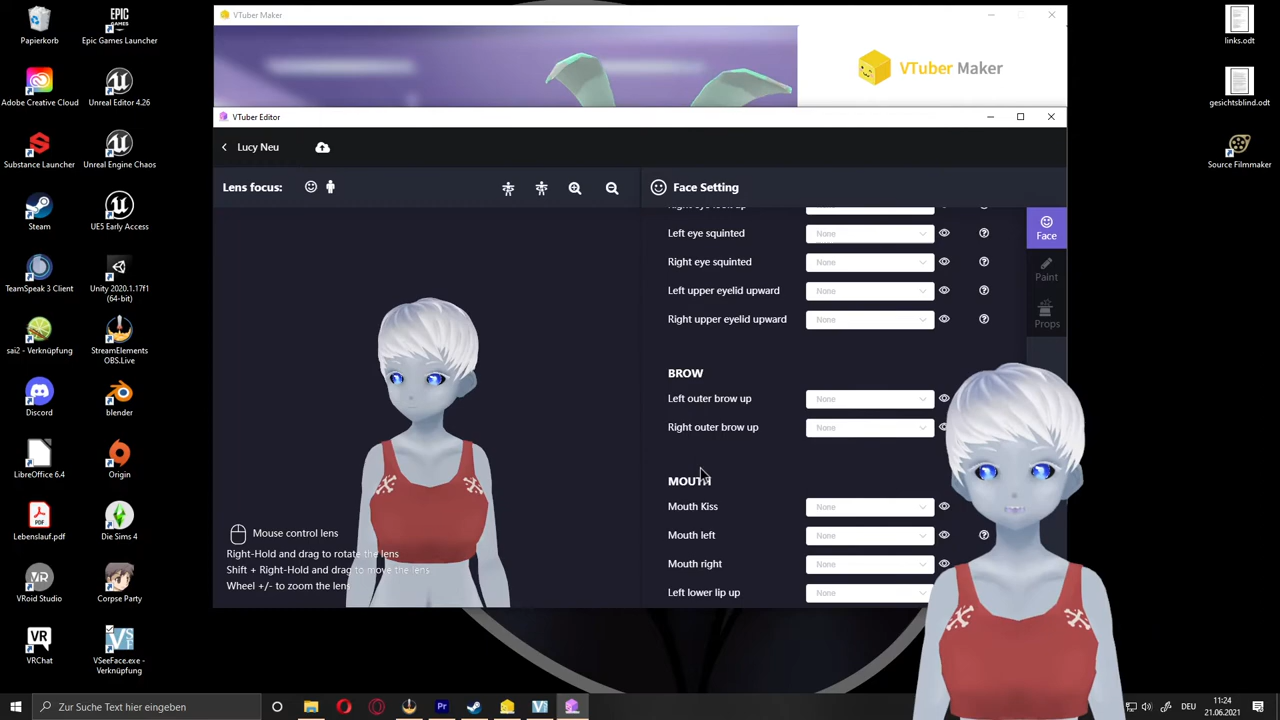 Papierkorb
Epic Games Launcher
Adobe Creative Cloud
Unreal Editor 4.26
Substance Launcher
Unreal Engine Chaos
Steam
UE5 Early Access
TeamSpeak 3 Client
Unity 2020.1.17f1
(64-bit)
sai2 - Verknüpfung
StreamElements
OBS.Live
Discord
blender
LibreOffice 6.4
Origin
Lebenslauf.pdf
Die Sims 4
VRoid Studio
Corpse Party
VRChat
VSeeFace.exe -
Verknüpfung
EPIC
GAMES
VTuber Maker
VTuber Maker
VTuber Editor
Lucy Neu
Lens focus:
Face Setting
Left eye squinted
None
Right eye squinted
None
Left upper eyelid upward
None
Right upper eyelid upward
None
BROW
Left outer brow up
None
Right outer brow up
None
MOUTH
Mouth Kiss
None
Mouth left
None
Mouth right
None
Left lower lip up
None
Face
Paint
Props
Mouse control lens
Right-Hold and drag to rotate the lens
Shift + Right-Hold and drag to move the lens
Wheel +/- to zoom the lens
links.odt
gesichtsblind.odt
Source Filmmaker
Zur Suche Text hier eingeben
DEU
11:24
21.06.2021